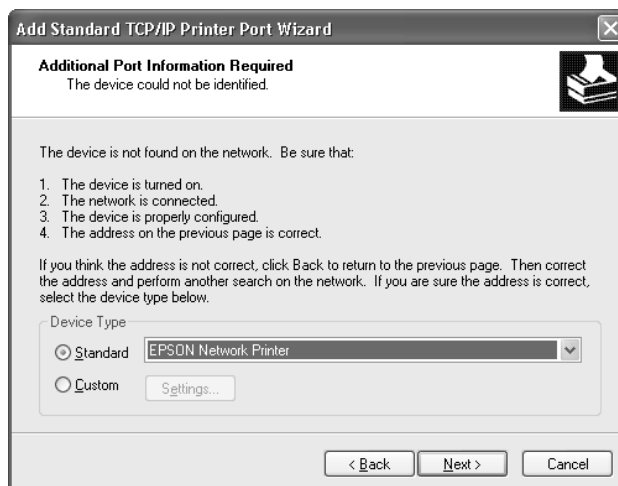 Add Standard TCP/IP Printer Port Wizard
Additional Port Information Required
The device could not be identified.
The device is not found on the network.  Be sure that:
1.  The device is turned on.
2.  The network is connected.
3.  The device is properly configured.
4.  The address on the previous page is correct.
If you think the address is not correct, click Back to return to the previous page.  Then correct
the address and perform another search on the network.  If you are sure the address is correct,
select the device type below.
Device Type
Standard EPSON Network Printer
Custom Settings...
< Back Next > Cancel